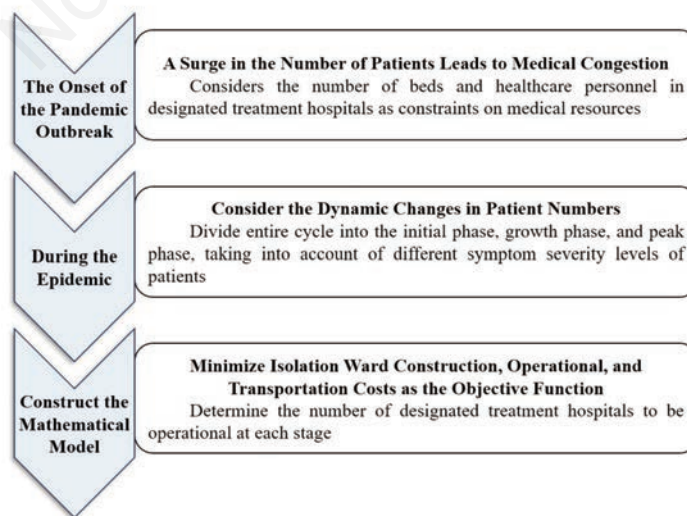 The Onset of
the Pandemic
Outbreak
A Surge in the Number of Patients Leads to Medical Congestion
Considers the number of beds and healthcare personnel in
designated treatment hospitals as constraints on medical resources
During the
Epidemic
Consider the Dynamic Changes in Patient Numbers
Divide entire cycle into the initial phase, growth phase, and peak
phase, taking into account of different symptom severity levels of
patients
Construct the
Mathematical
Model
Minimize Isolation Ward Construction, Operational, and
Transportation Costs as the Objective Function
Determine the number of designated treatment hospitals to be
operational at each stage